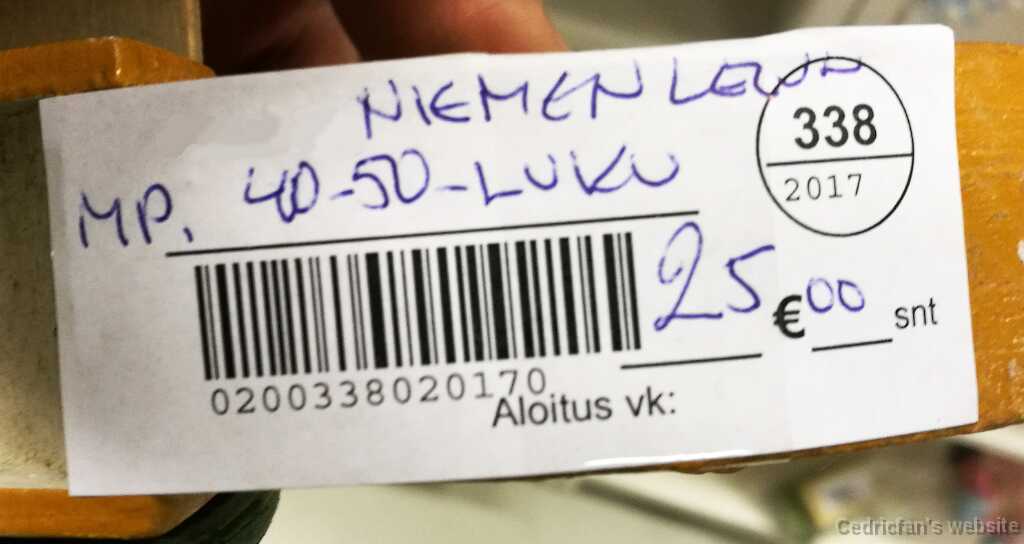 NIEMEN
MP. 40-50-LUKU
338
2017
25 € 00 snt
0200338020170
Aloitus vk:
Cedricfan's website